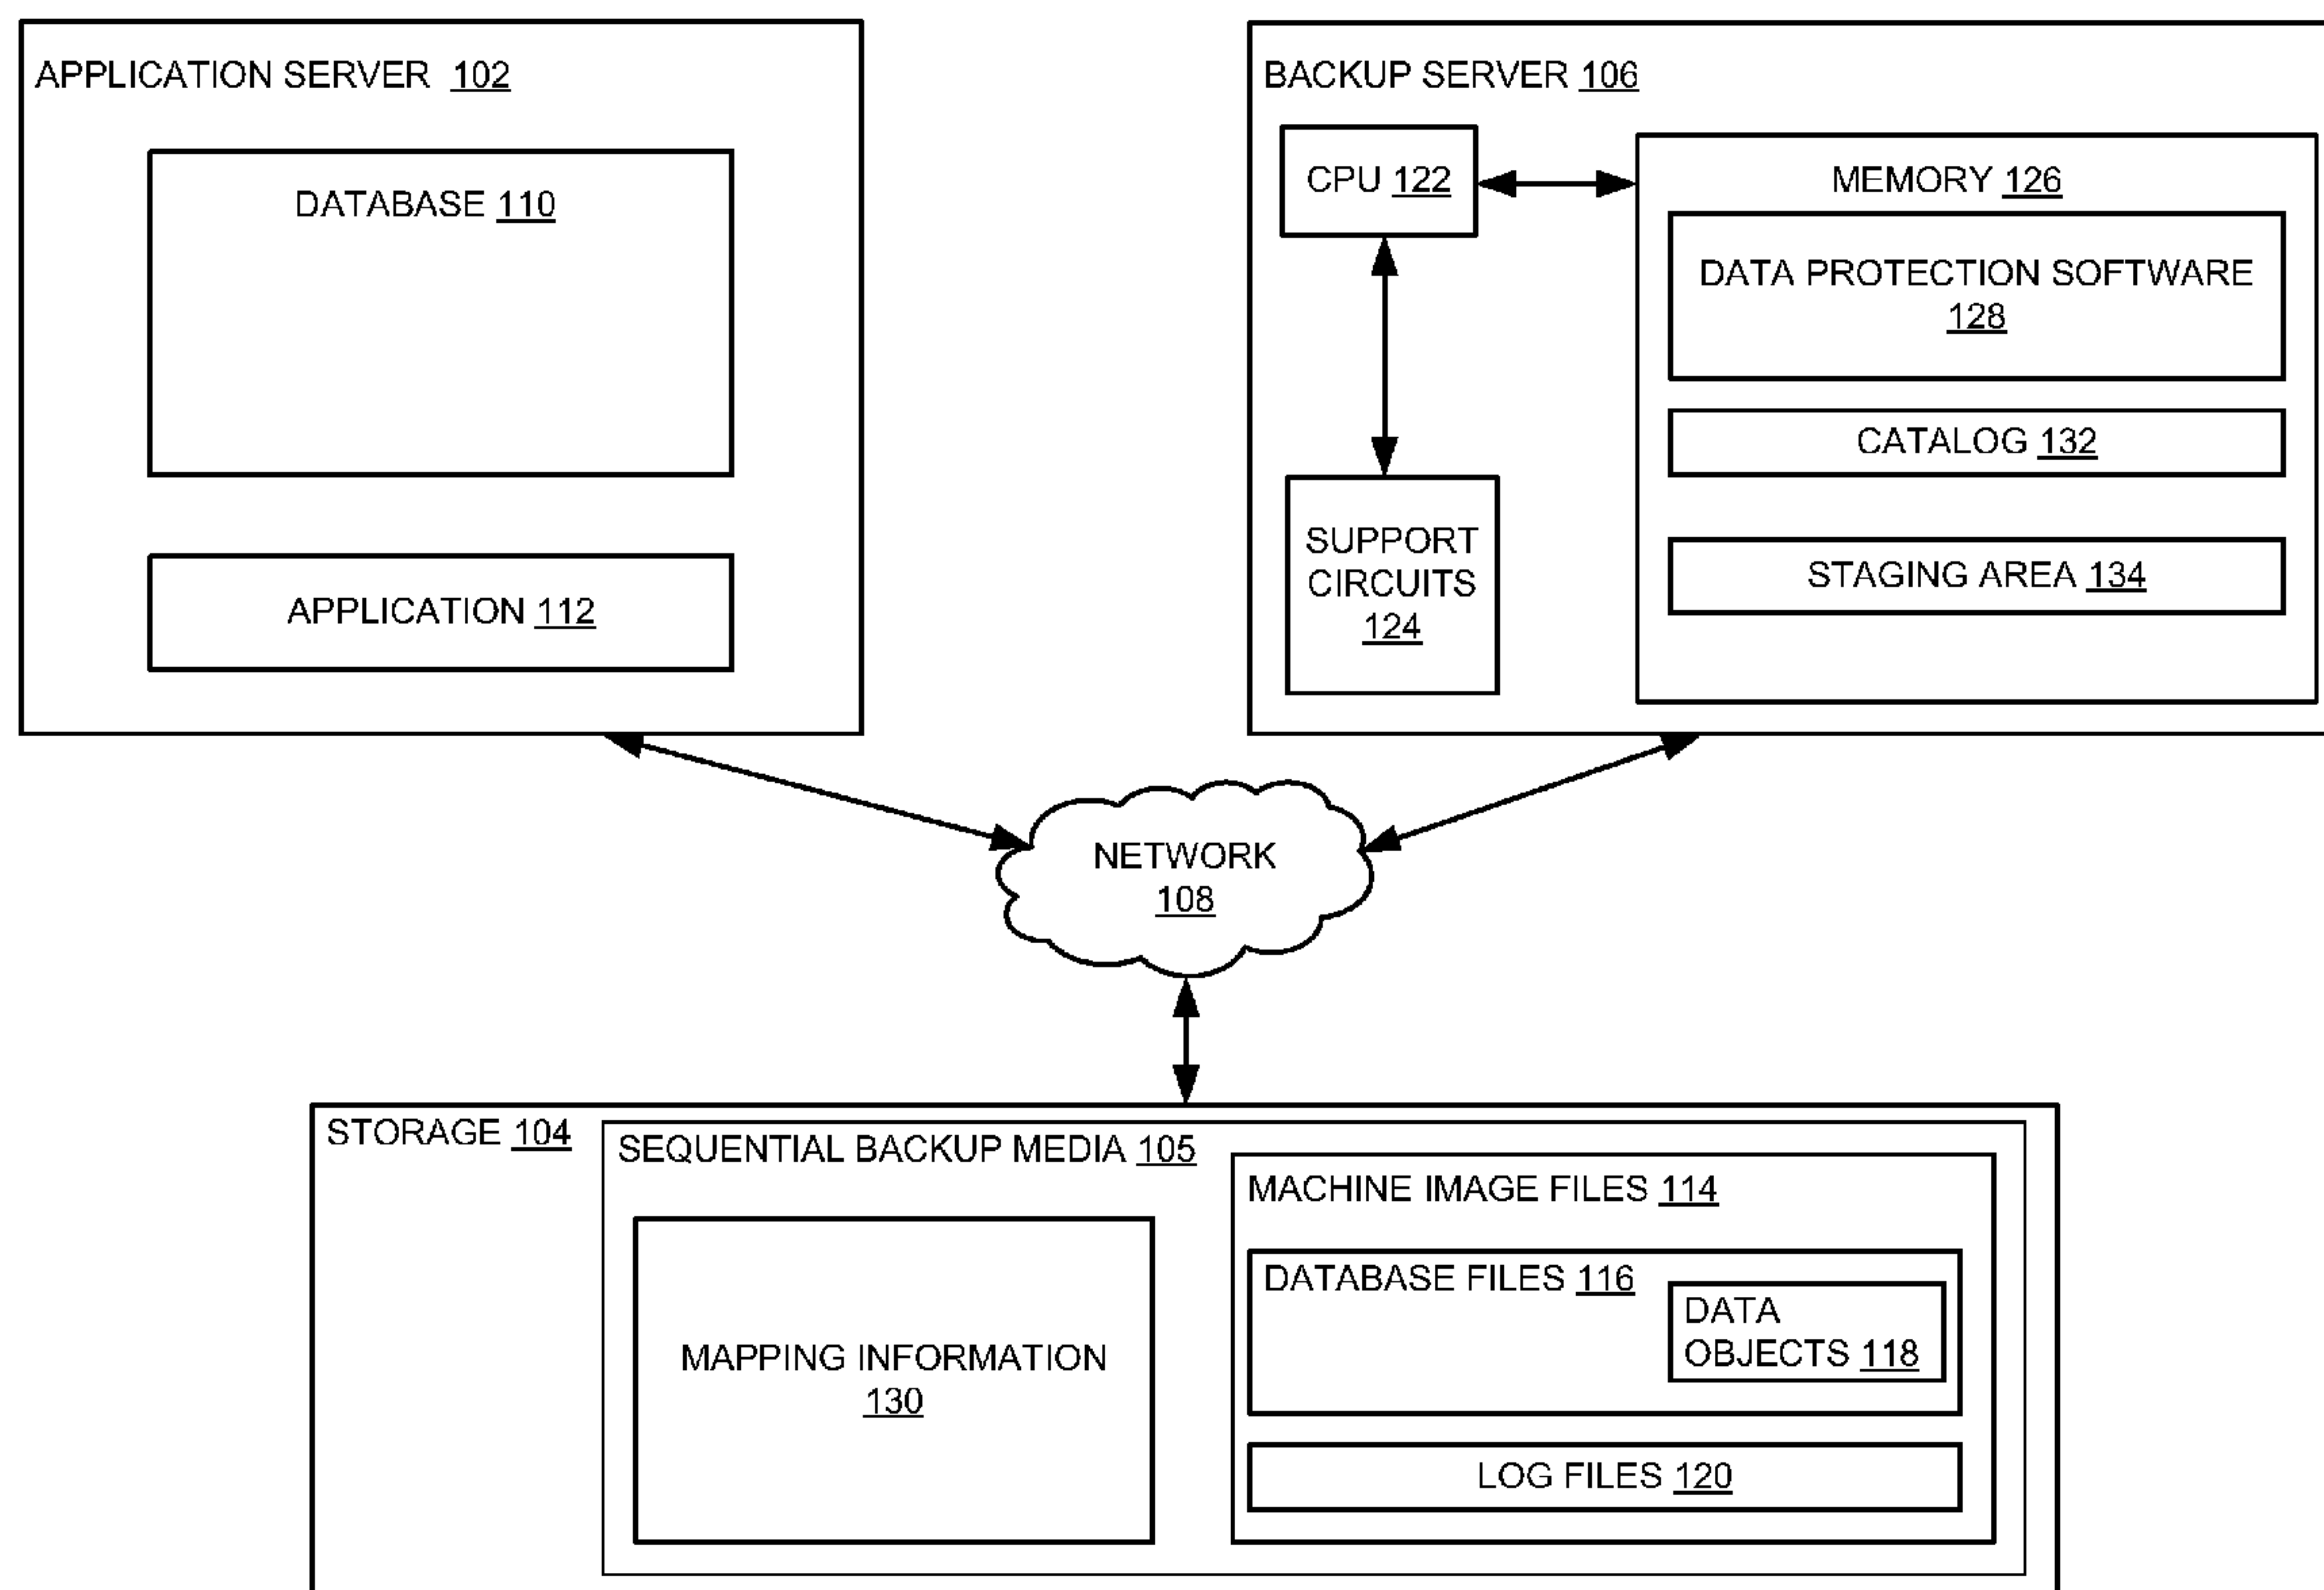 APPLICATION SERVER 102
DATABASE 110
APPLICATION 112
BACKUP SERVER 106
CPU 122
SUPPORT
CIRCUITS
124
MEMORY 126
DATA PROTECTION SOFTWARE
128
CATALOG 132
STAGING AREA 134
NETWORK
108
STORAGE 104
SEQUENTIAL BACKUP MEDIA 105
MAPPING INFORMATION
130
MACHINE IMAGE FILES 114
DATABASE FILES 116
DATA
OBJECTS 118
LOG FILES 120